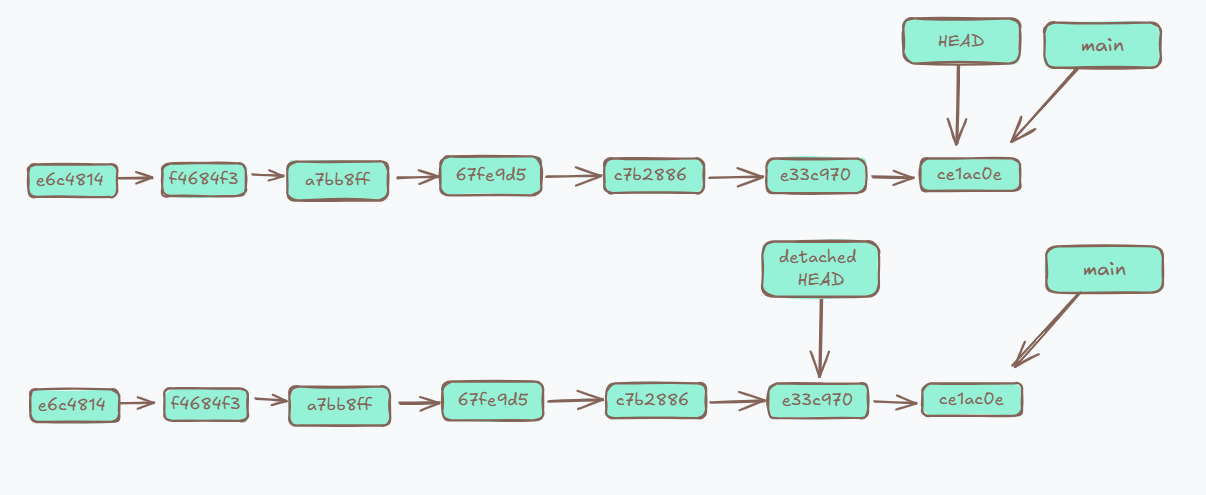 HEAD
main
e6c4814
f4684f3
a7bb8ff
67fe9d5
c7b2886
e33c970
ce1ac0e
detached
HEAD
main
e6c4814
f4684f3
a7bb8ff
67fe9d5
c7b2886
e33c970
ce1ac0e